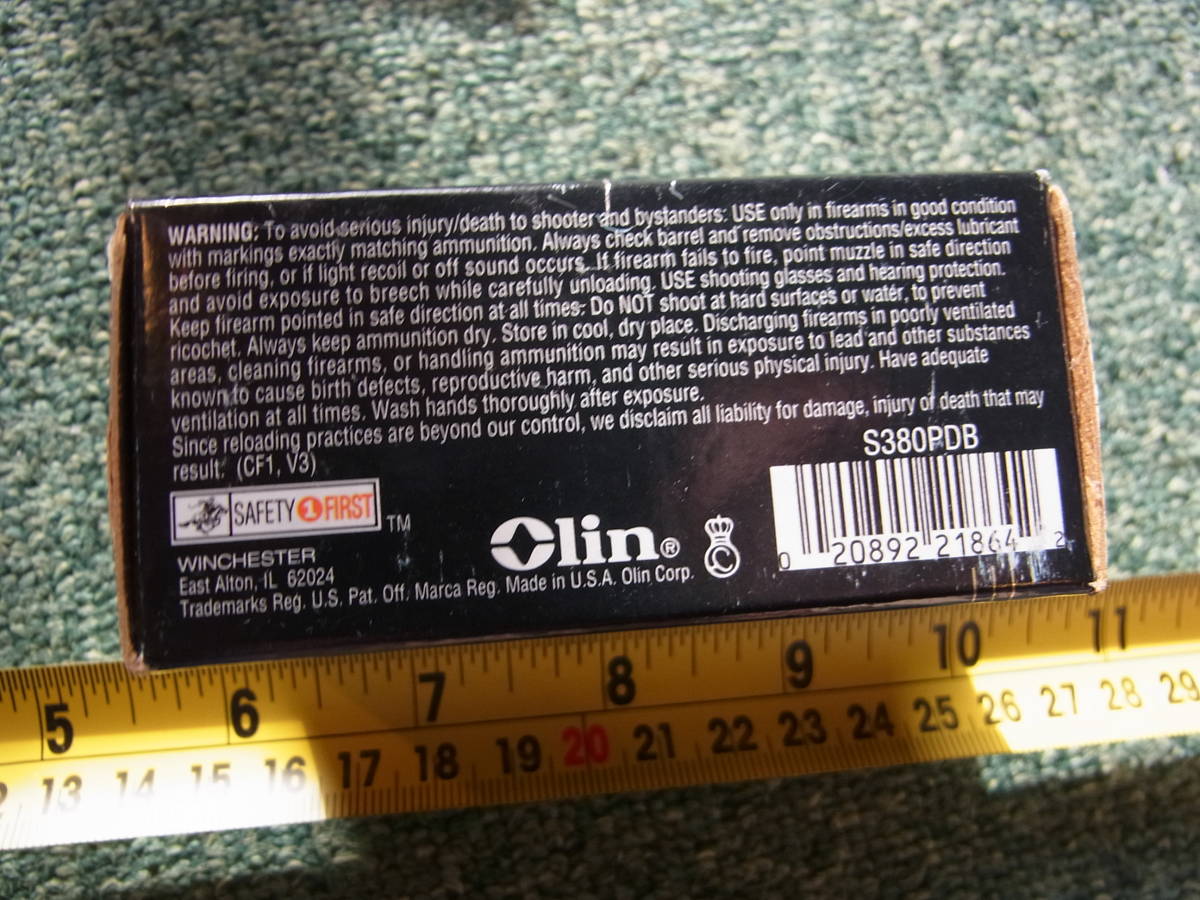 WARNING: To avoid serious injury/death to shooter and bystanders: USE only in firearms in good condition
with markings exactly matching ammunition. Always check barrel and remove obstructions/excess lubricant
before firing, or if light recoil or off sound occurs. If firearm fails to fire, point muzzle in safe direction
and avoid exposure to breech while carefully unloading. USE shooting glasses and hearing protection.
Keep firearm pointed in safe direction at all times. Do NOT shoot at hard surfaces or water, to prevent
ricochet. Always keep ammunition dry. Store in cool, dry place. Discharging firearms in poorly ventilated
areas, cleaning firearms, or handling ammunition may result in exposure to lead and other substances
known to cause birth defects, reproductive harm, and other serious physical injury. Have adequate
ventilation at all times. Wash hands thoroughly after exposure.
Since reloading practices are beyond our control, we disclaim all liability for damage, injury or death that may
result. (CF1, V3)
S380PDB
SAFETY 1 FIRST TM
Olin®
C
0 20892 21864 2
WINCHESTER
East Alton, IL 62024
Trademarks Reg. U.S. Pat. Off. Marca Reg. Made in U.S.A. Olin Corp.
5 6 7 8 9 10 11
13 14 15 16 17 18 19 20 21 22 23 24 25 26 27 28 29